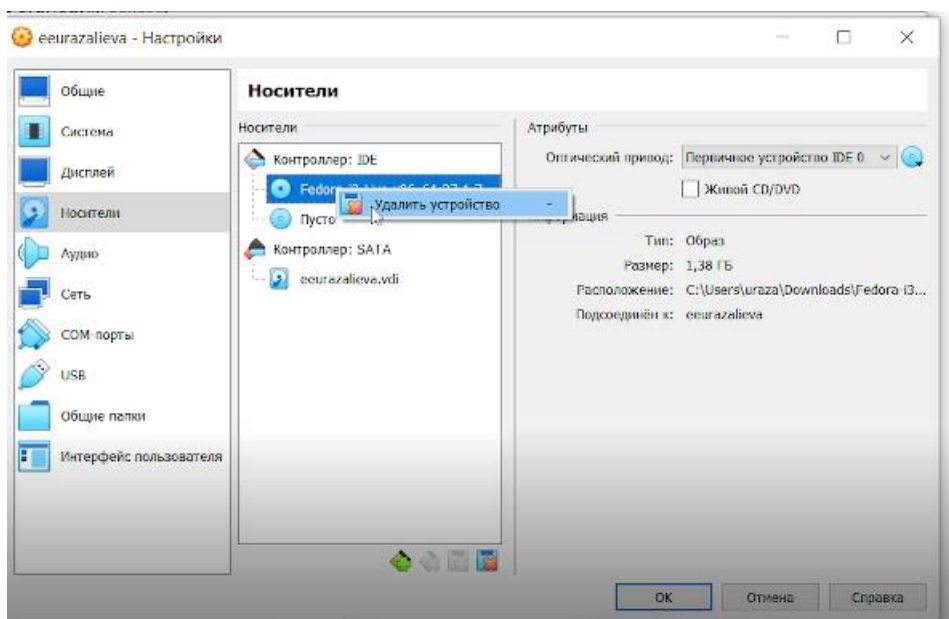 eeurazalieva - Настройки
Общие
Система
Дисплей
Носители
Аудио
Сеть
COM-порты
USB
Общие папки
Интерфейс пользователя
Носители
Носители
Контроллер: IDE
Удалить устройство -
Пусто
Контроллер: SATA
eeurazalieva.vdi
Атрибуты
Оптический привод: Первичное устройство IDE 0
Живой CD/DVD
Тип: Образ
Размер: 1,38 ГБ
Расположение: C:\Users\uraza\Downloads\Fedora-i3...
Подсоединён к: eeurazalieva
OK Отмена Справка